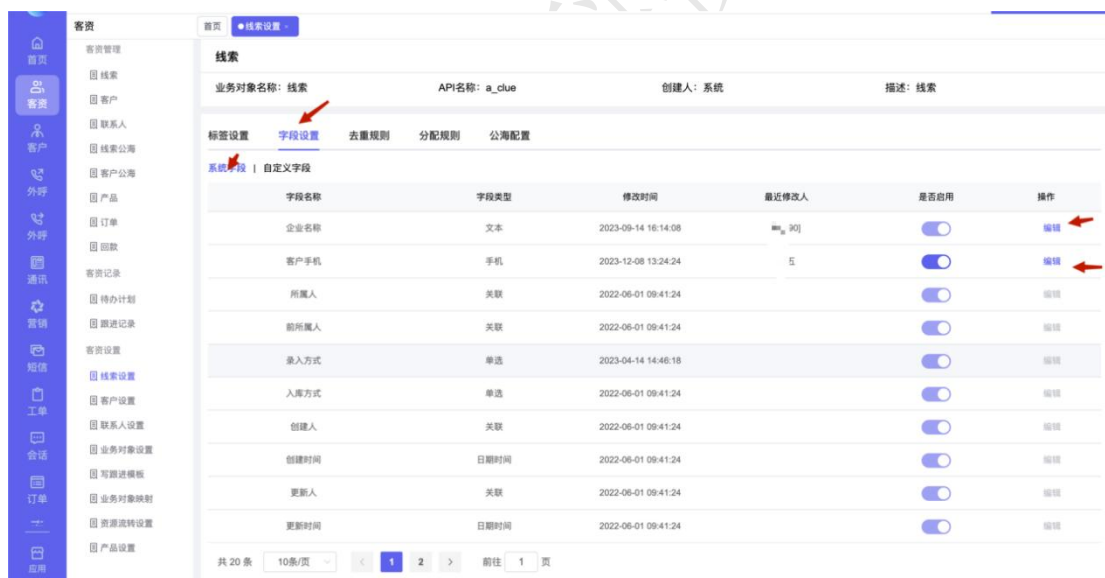 首页
客资
客户
外呼
外呼
通讯
营销
短信
工单
会话
订单
应用
客资
客资管理
线索
客户
联系人
线索公海
客户公海
产品
订单
回款
客资记录
待办计划
跟进记录
客资设置
线索设置
客户设置
联系人设置
业务对象设置
写跟进模板
业务对象映射
资源流转设置
产品设置
首页 线索设置
线索
业务对象名称：线索 API名称：a_clue 创建人：系统 描述：线索
标签设置 字段设置 去重规则 分配规则 公海配置
系统字段 | 自定义字段
字段名称 字段类型 修改时间 最近修改人 是否启用 操作
企业名称 文本 2023-09-14 16:14:08 90] 编辑
客户手机 手机 2023-12-08 13:24:24 编辑
所属人 关联 2022-06-01 09:41:24 编辑
前所属人 关联 2022-06-01 09:41:24 编辑
录入方式 单选 2023-04-14 14:46:18 编辑
入库方式 单选 2022-06-01 09:41:24 编辑
创建人 关联 2022-06-01 09:41:24 编辑
创建时间 日期时间 2022-06-01 09:41:24 编辑
更新人 关联 2022-06-01 09:41:24 编辑
更新时间 日期时间 2022-06-01 09:41:24 编辑
共 20 条 10条/页 < 1 2 > 前往 1 页